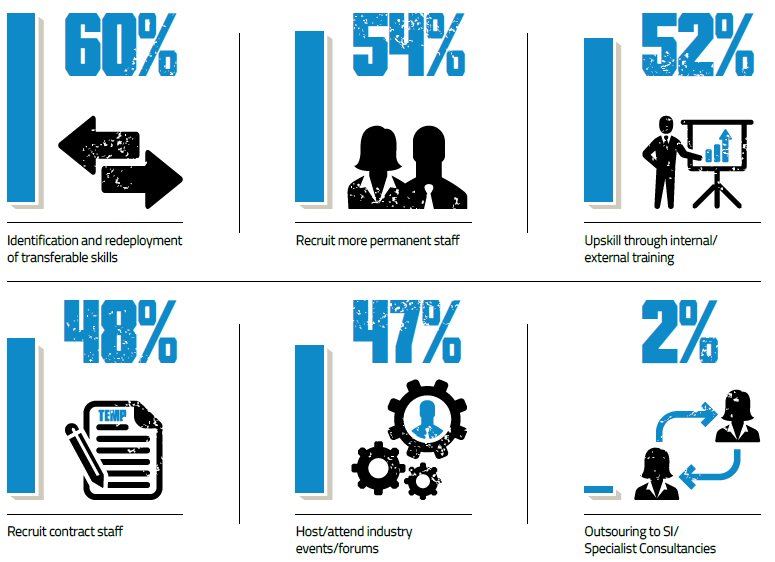 60%
Identification and redeployment
of transferable skills
54%
Recruit more permanent staff
52%
Upskill through internal/
external training
48%
TEMP
Recruit contract staff
47%
Host/attend industry
events/forums
2%
Outsouring to SI/
Specialist Consultancies